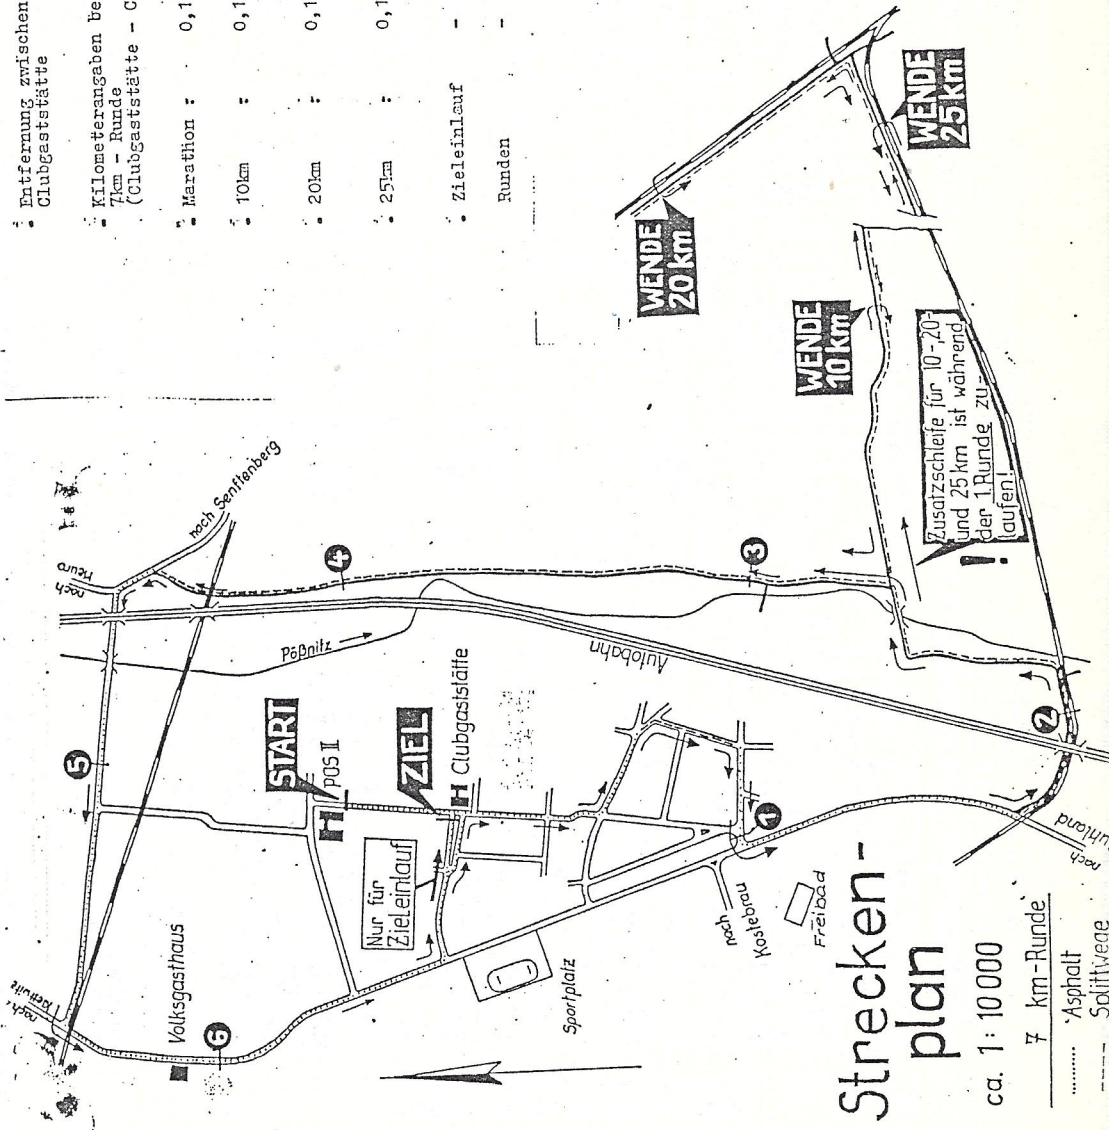 Entfernung zwischen
Clubgaststätte
Kilometerangaben be
7km - Runde
(Clubgaststätte - C
Marathon : 0,1
10km : 0,1
20km : 0,1
25km : 0,1
Zieleinlauf -
Runden -
nach Meuro
nach Senftenberg
Pößnitz
Autobahn
4
3
5
START
POS II
ZIEL
Clubgaststätte
Nur für
Zieleinlauf
Volksgasthaus
6
Sportplatz
1
2
nach
Kostebrau
Freibad
nach
WENDE
20 km
WENDE
25 km
WENDE
10 km
Zusatzschleife für 10-,20-
und 25 km ist während
der 1.Runde zu-
laufen!
!
Strecken-
plan
ca. 1:10 000
7 km-Runde
Asphalt
Splittwege